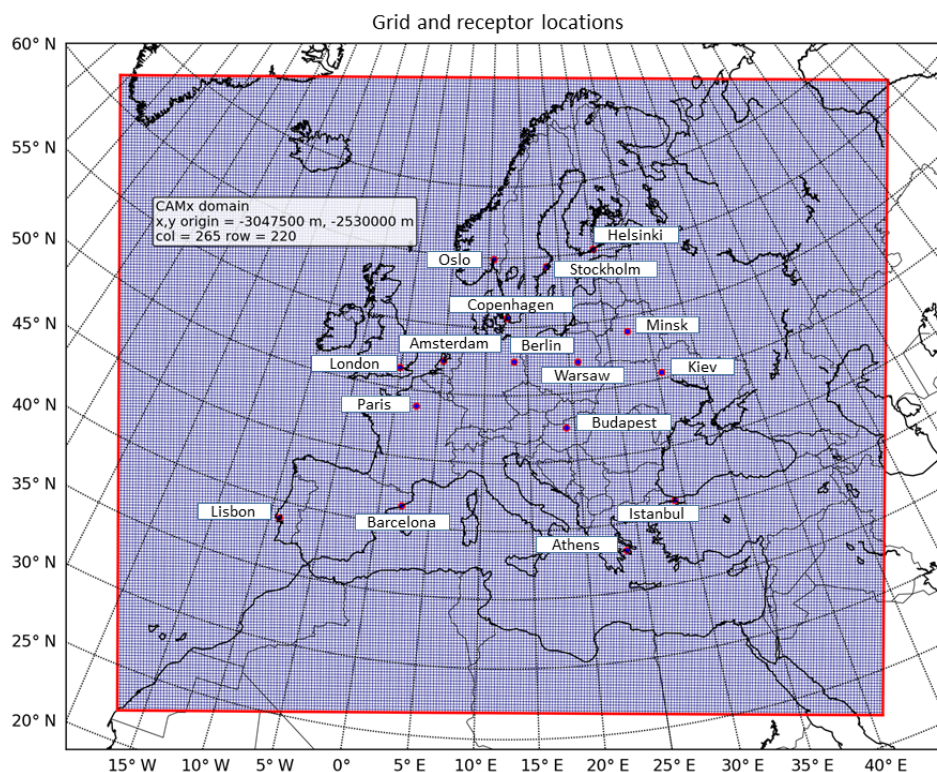 Grid and receptor locations
60° N
55° N
50° N
45° N
40° N
35° N
30° N
25° N
20° N
CAMx domain
x,y origin = -3047500 m, -2530000 m
col = 265 row = 220
Helsinki
Oslo
Stockholm
Copenhagen
Minsk
Amsterdam
Berlin
London
Warsaw
Kiev
Paris
Budapest
Lisbon
Barcelona
Istanbul
Athens
15° W 10° W 5° W 0° 5° E 10° E 15° E 20° E 25° E 30° E 35° E 40° E